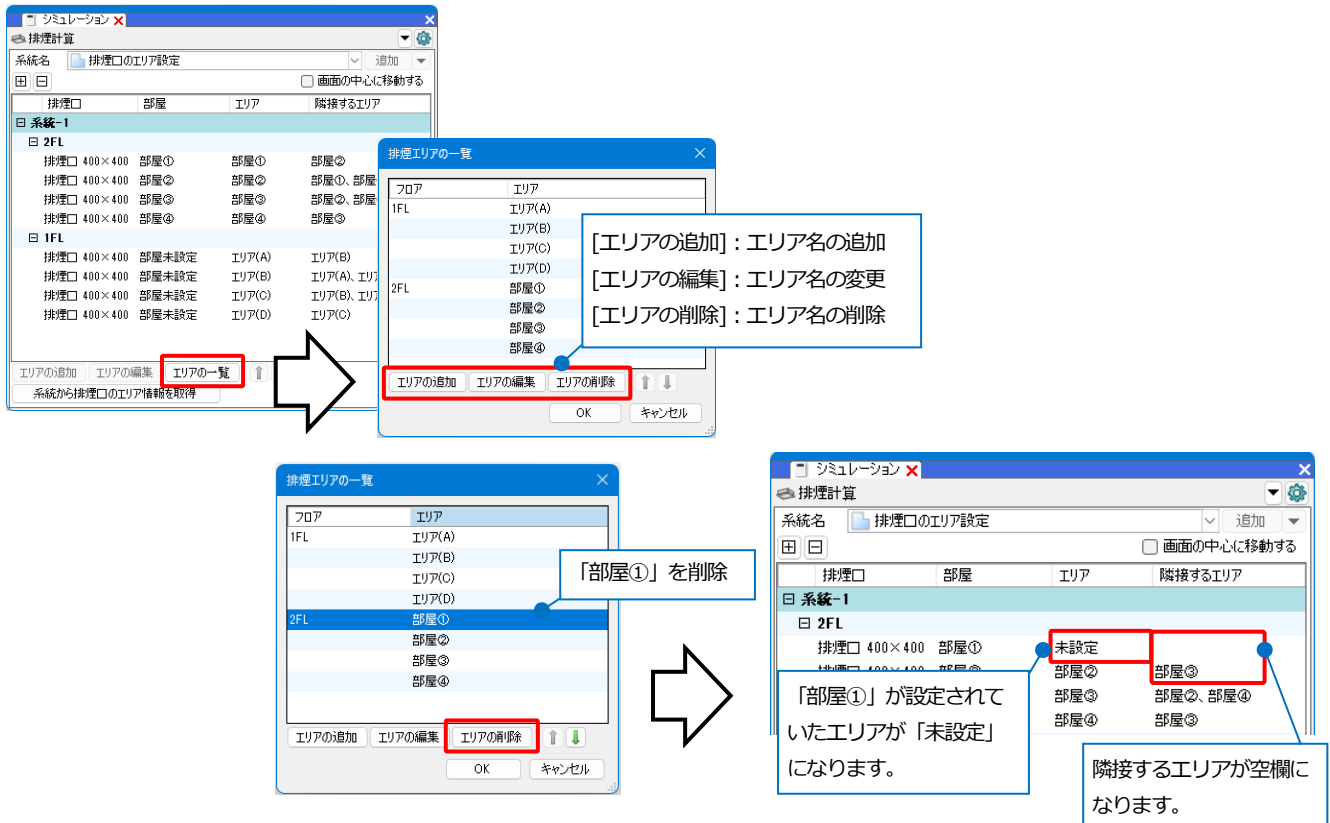 シミュレーション
排煙計算
系統名 排煙口のエリア設定 追加
画面の中心に移動する
排煙口 部屋 エリア 隣接するエリア
系統-1
2FL
排煙口 400×400 部屋① 部屋① 部屋②
排煙口 400×400 部屋② 部屋② 部屋①、部屋
排煙口 400×400 部屋③ 部屋③ 部屋②、部屋
排煙口 400×400 部屋④ 部屋④ 部屋③
1FL
排煙口 400×400 部屋未設定 エリア(A) エリア(B)
排煙口 400×400 部屋未設定 エリア(B) エリア(A)、エリ
排煙口 400×400 部屋未設定 エリア(C) エリア(B)、エリ
排煙口 400×400 部屋未設定 エリア(D) エリア(C)
エリアの追加 エリアの編集 エリアの一覧
系統から排煙口のエリア情報を取得
排煙エリアの一覧
フロア エリア
1FL エリア(A)
エリア(B)
エリア(C)
エリア(D)
2FL 部屋①
部屋②
部屋③
部屋④
エリアの追加 エリアの編集 エリアの削除
OK キャンセル
[エリアの追加]：エリア名の追加
[エリアの編集]：エリア名の変更
[エリアの削除]：エリア名の削除
排煙エリアの一覧
フロア エリア
1FL エリア(A)
エリア(B)
エリア(C)
エリア(D)
2FL 部屋①
部屋②
部屋③
部屋④
エリアの追加 エリアの編集 エリアの削除
OK キャンセル
「部屋①」を削除
シミュレーション
排煙計算
系統名 排煙口のエリア設定 追加
画面の中心に移動する
排煙口 部屋 エリア 隣接するエリア
系統-1
2FL
排煙口 400×400 部屋① 未設定
部屋② 部屋③
部屋③ 部屋②、部屋④
部屋④ 部屋③
「部屋①」が設定されて
いたエリアが「未設定」
になります。
隣接するエリアが空欄に
なります。